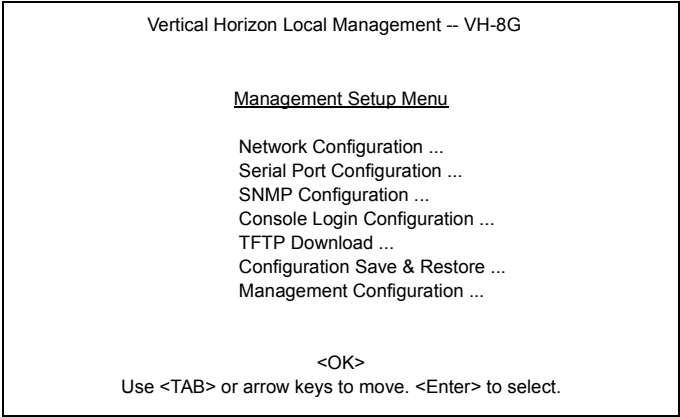 Vertical Horizon Local Management -- VH-8G
Management Setup Menu
Network Configuration ...
Serial Port Configuration ...
SNMP Configuration ...
Console Login Configuration ...
TFTP Download ...
Configuration Save & Restore ...
Management Configuration ...
<OK>
Use <TAB> or arrow keys to move. <Enter> to select.